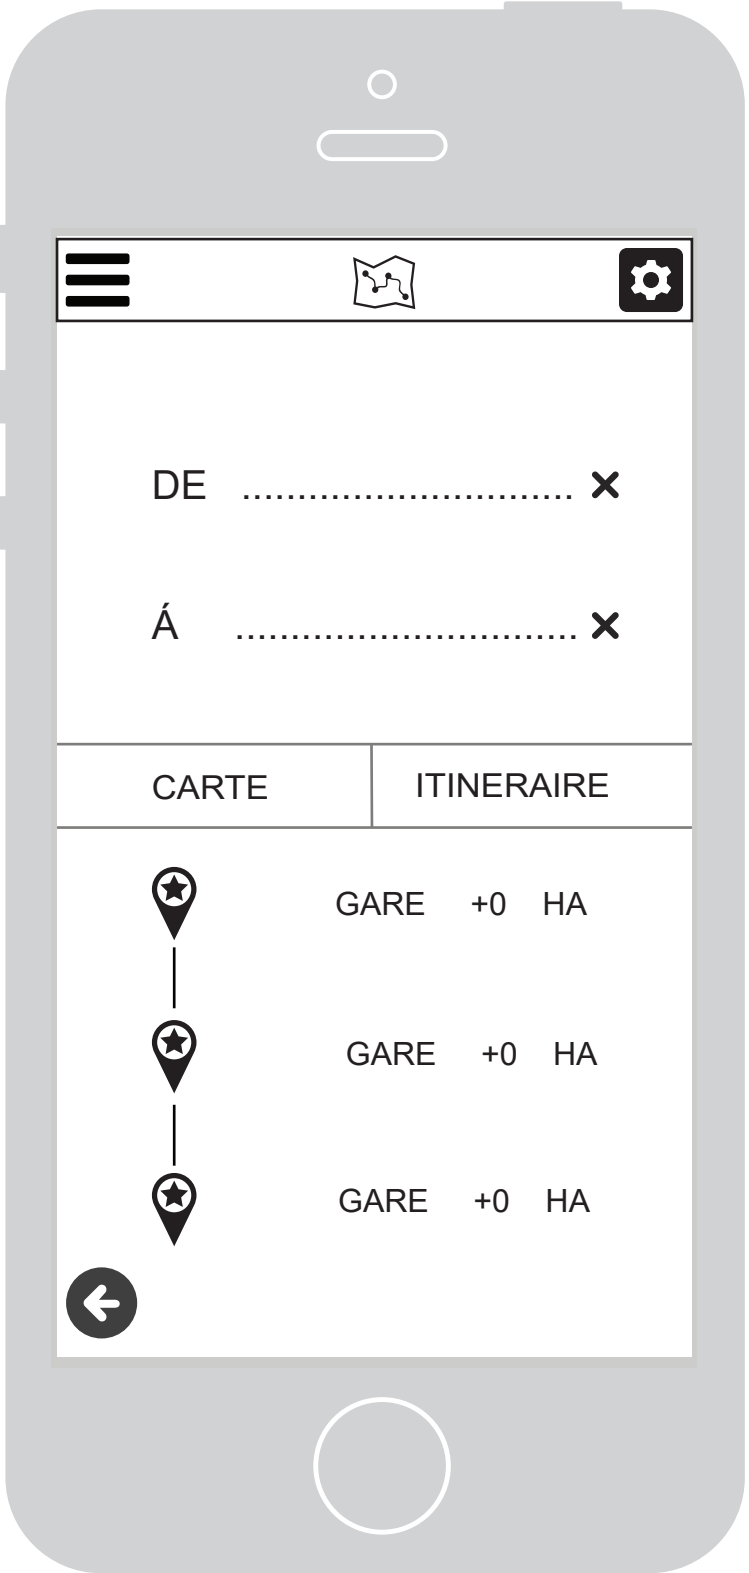 DE ..............................
Á ...............................
CARTE ITINERAIRE
GARE +0 HA
GARE +0 HA
GARE +0 HA